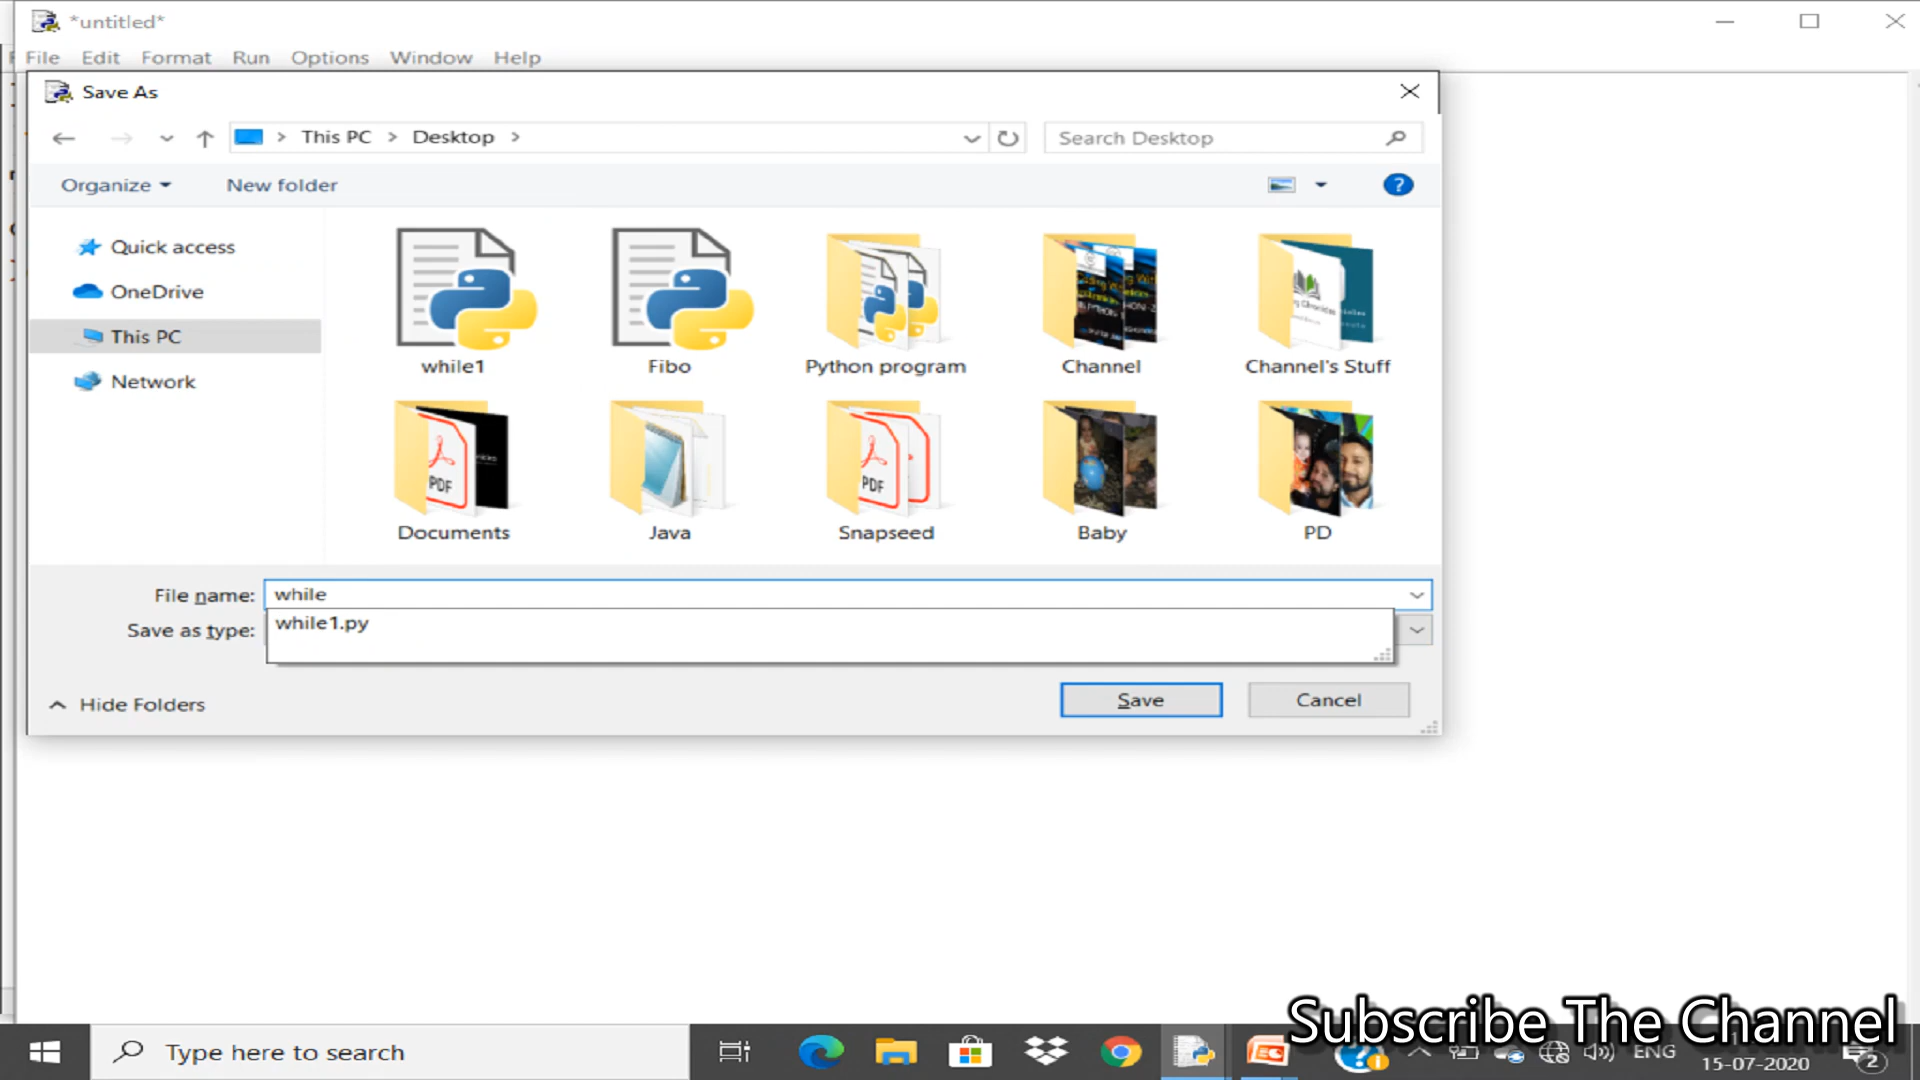 *untitled*
File Edit Format Run Options Window Help
Save As
This PC Desktop
Search Desktop
Organize New folder
Quick access
OneDrive
This PC
Network
while1 Fibo Python program Channel Channel's Stuff
Documents Java Snapseed Baby PD
PDF PDF
File name: while
while1.py
Save as type:
Hide Folders
Save Cancel
Subscribe The Channel
Type here to search
ENG
15-07-2020
2